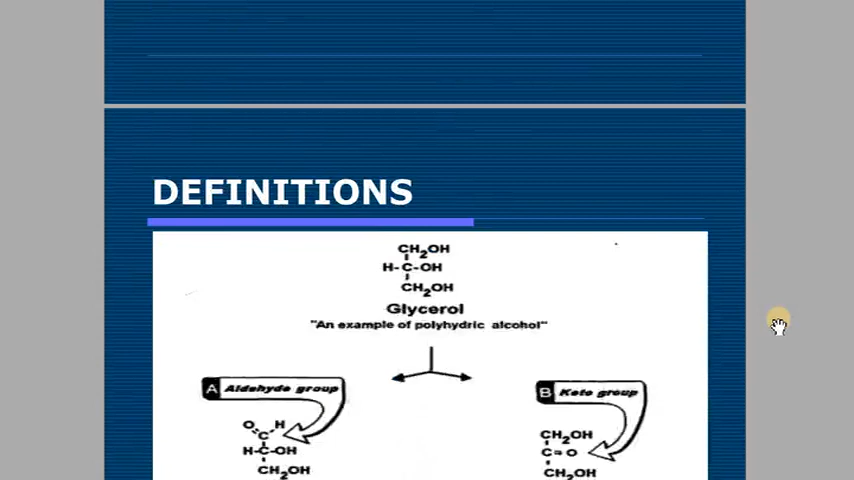 DEFINITIONS
CH2OH
H-C-OH
CH2OH
Glycerol
"An example of polyhydric alcohol"
A Aldehyde group
B Keto group
O H
C
H-C-OH
CH2OH
CH2OH
C=O
CH2OH